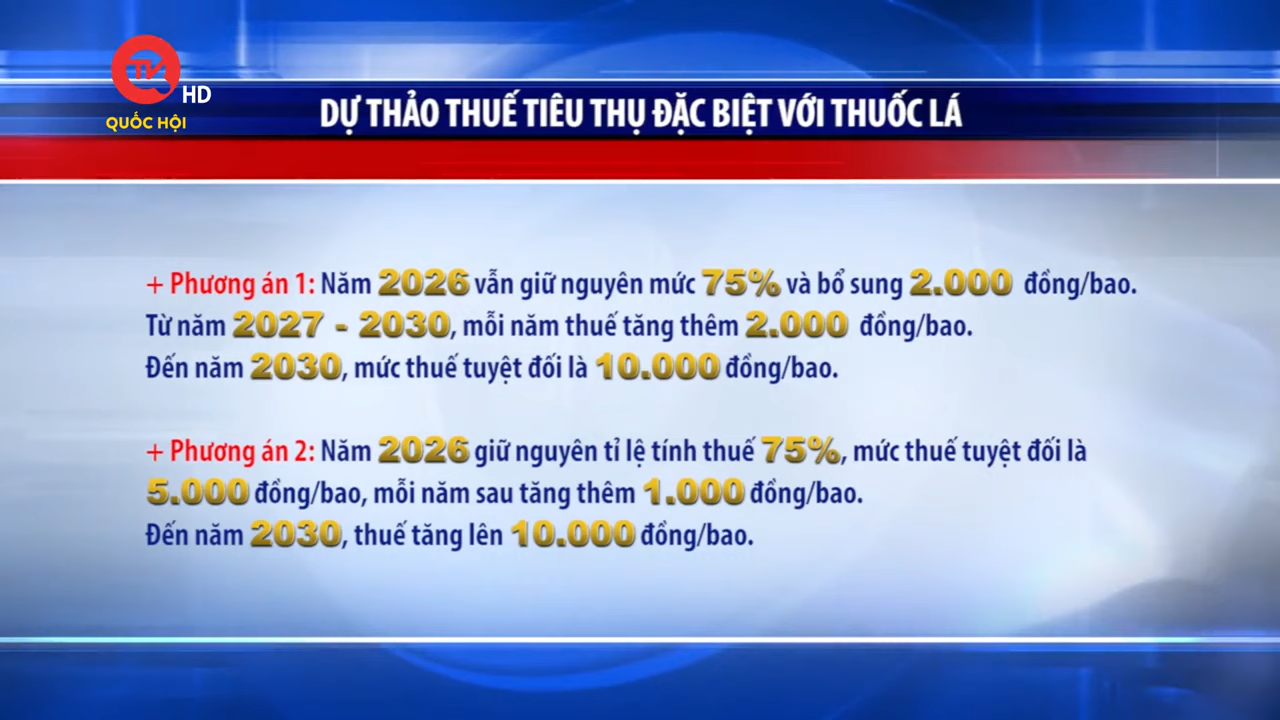 TV
HD
QUỐC HỘI
DỰ THẢO THUẾ TIÊU THỤ ĐẶC BIỆT VỚI THUỐC LÁ
+ Phương án 1: Năm 2026 vẫn giữ nguyên mức 75% và bổ sung 2.000 đồng/bao.
Từ năm 2027 - 2030, mỗi năm thuế tăng thêm 2.000 đồng/bao.
Đến năm 2030, mức thuế tuyệt đối là 10.000 đồng/bao.
+ Phương án 2: Năm 2026 giữ nguyên tỉ lệ tính thuế 75%, mức thuế tuyệt đối là
5.000 đồng/bao, mỗi năm sau tăng thêm 1.000 đồng/bao.
Đến năm 2030, thuế tăng lên 10.000 đồng/bao.